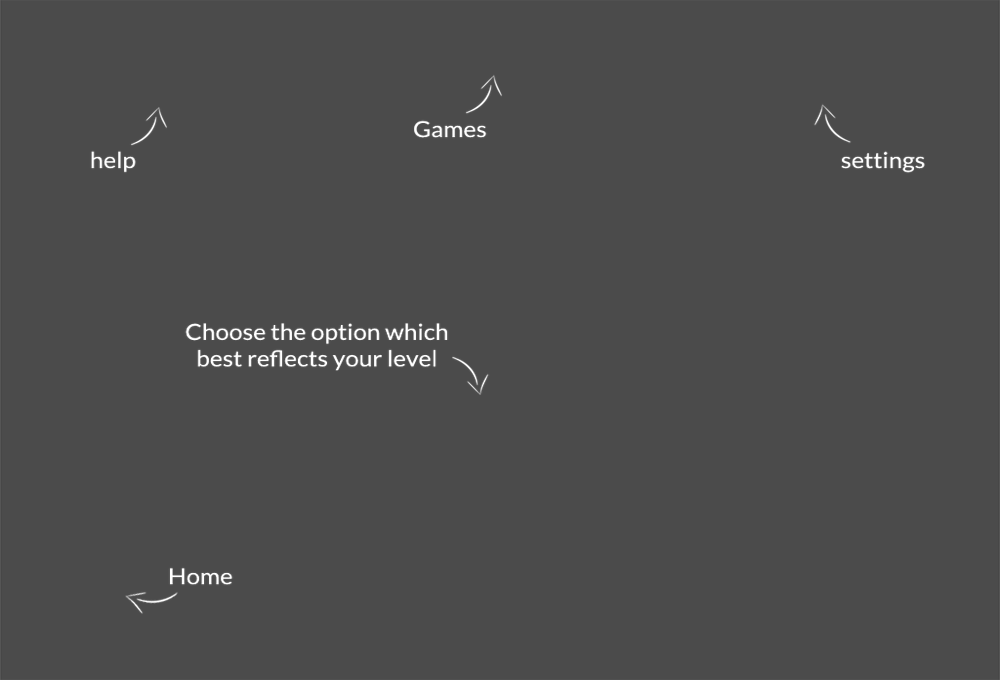 Games
help
settings
Choose the option which
best reflects your level
Home